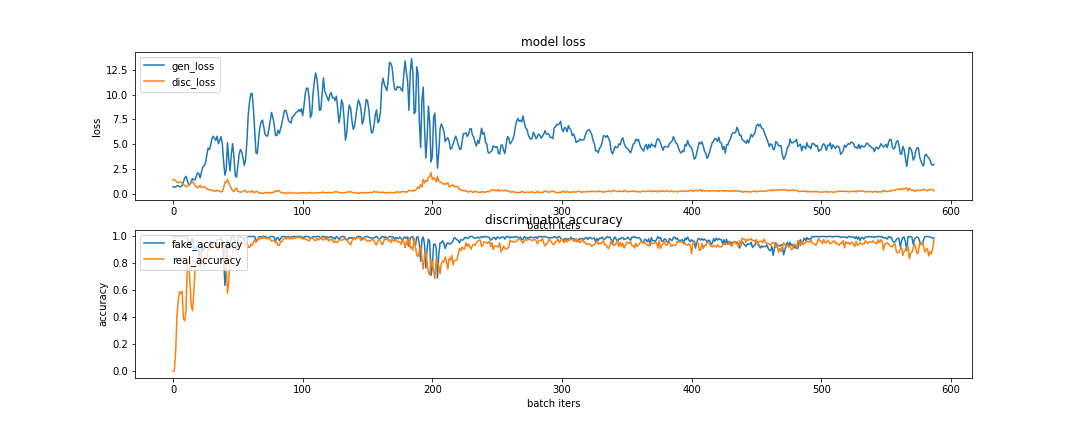 model loss
gen_loss
disc_loss
12.5
10.0
7.5
5.0
2.5
0.0
loss
0 100 200 300 400 500 600
batch iters
discriminator accuracy
fake_accuracy
real_acccuracy
1.0
0.8
0.6
0.4
0.2
0.0
accuracy
0 100 200 300 400 500 600
batch iters